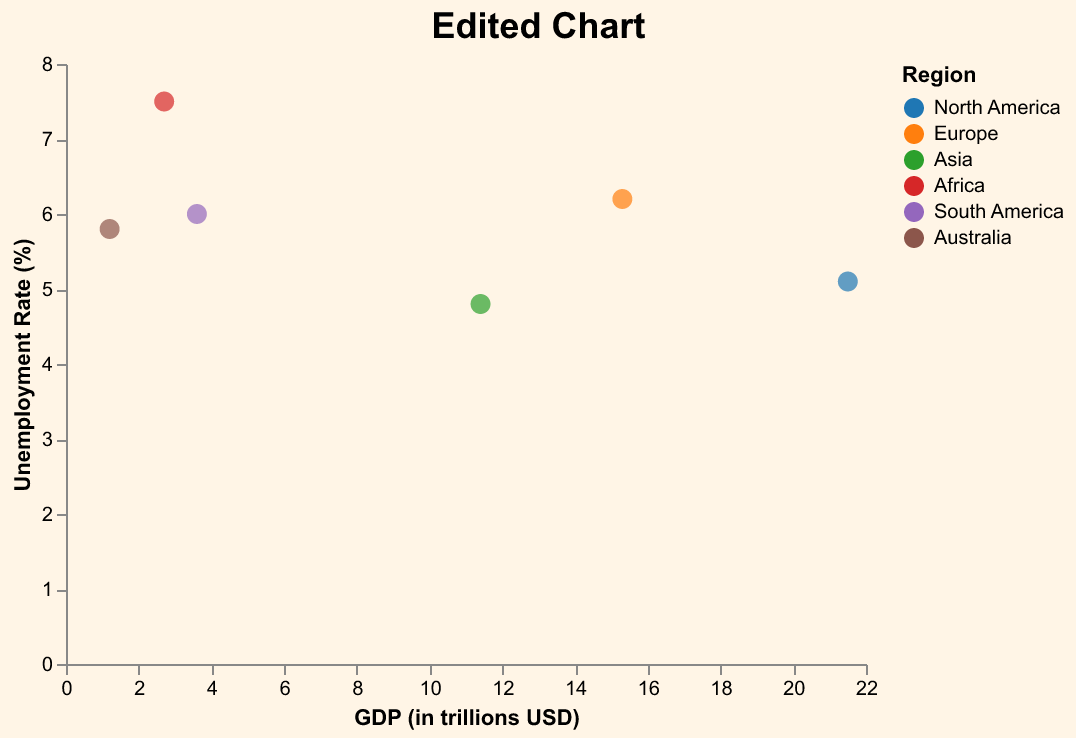 Edited Chart
Unemployment Rate (%)
8
7
6
5
4
3
2
1
0
0 2 4 6 8 10 12 14 16 18 20 22
GDP (in trillions USD)
Region
North America
Europe
Asia
Africa
South America
Australia